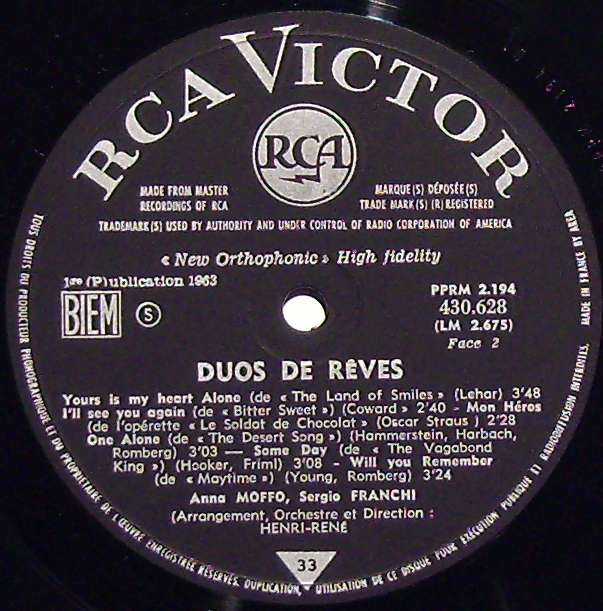 RCA VICTOR
RCA
MADE FROM MASTER
RECORDINGS OF RCA
MARQUE(S) DÉPOSÉE(S)
TRADE MARK(S) (R) REGISTERED
TRADEMARK(S) USED BY AUTHORITY AND UNDER CONTROL OF RADIO CORPORATION OF AMERICA
« New Orthophonic » High fidelity
1re (P)ublication 1963
BIEM
S
PPRM 2.194
430.628
(LM 2.675)
Face 2
DUOS DE RÊVES
Yours is my heart Alone (de « The Land of Smiles » (Lehar) 3'48
I'll see you again (de « Bitter Sweet ») (Coward » 2'40 - Mon Héros
(de l'opérette « Le Soldat de Chocolat » (Oscar Straus ) 2'28
One Alone (de « The Desert Song ») (Hammerstein, Harbach,
Romberg) 3'03 — Some Day (de « The Vagabond
King ») (Hooker, Friml) 3'08 - Will you Remember
(de « Maytime ») (Young, Romberg) 3'24
Anna MOFFO, Sergio FRANCHI
(Arrangement, Orchestre et Direction :
HENRI-RENÉ
33
TOUS DROITS DU PRODUCTEUR PHONOGRAPHIQUE ET DU PROPRIETAIRE DE L'ŒUVRE ENREGISTREE RESERVES. DUPLICATION, UTILISATION DE CE DISQUE POUR EXÉCUTION PUBLIQUE ET RADIODIFFUSION INTERDITES. MADE IN FRANCE BY AREA